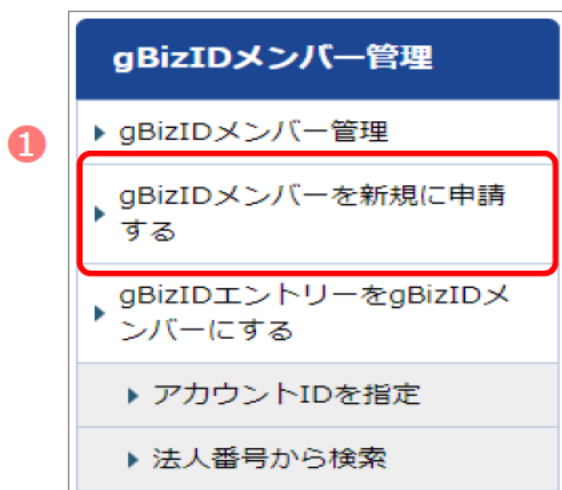 gBizIDメンバー管理
1
gBizIDメンバー管理
gBizIDメンバーを新規に申請
する
gBizIDエントリーをgBizIDメ
ンバーにする
アカウントIDを指定
法人番号から検索